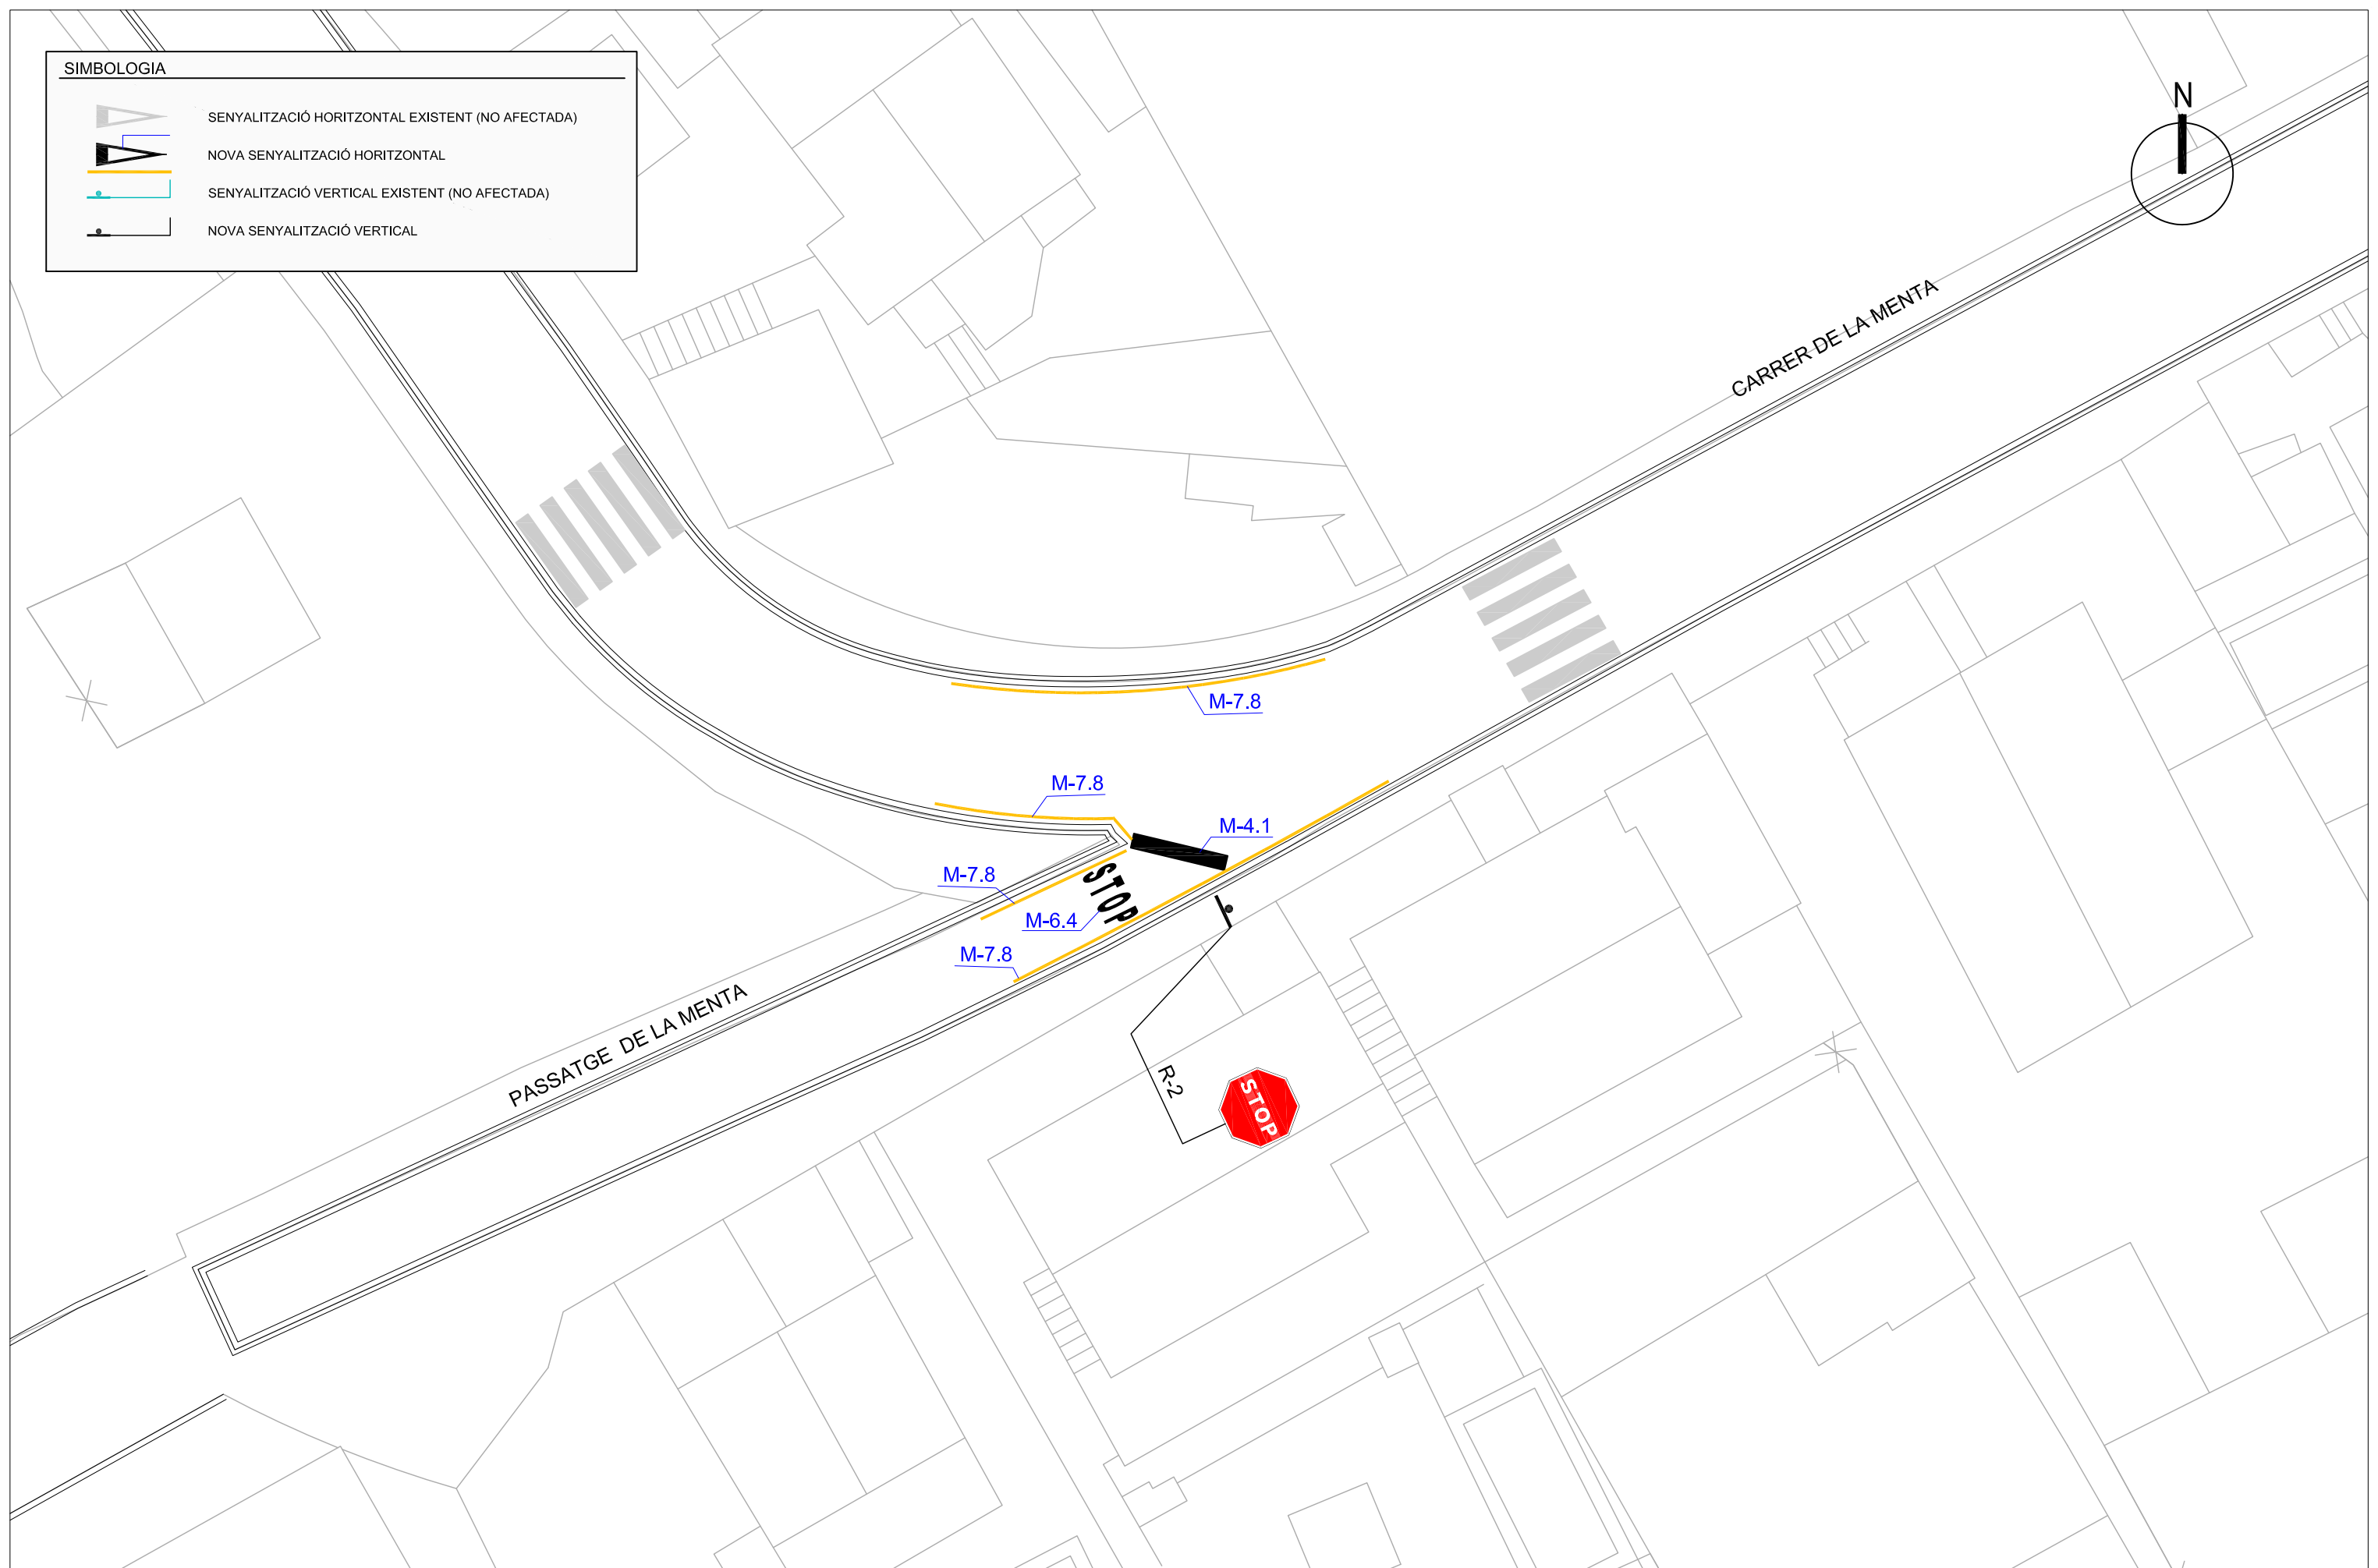 SIMBOLOGIA
SENYALITZACIÓ HORITZONTAL EXISTENT (NO AFECTADA)
NOVA SENYALITZACIÓ HORITZONTAL
SENYALITZACIÓ VERTICAL EXISTENT (NO AFECTADA)
NOVA SENYALITZACIÓ VERTICAL
N
CARRER DE LA MENTA
M-7.8
M-7.8
M-4.1
M-7.8
STOP
M-6.4
M-7.8
PASSATGE DE LA MENTA
R-2
STOP